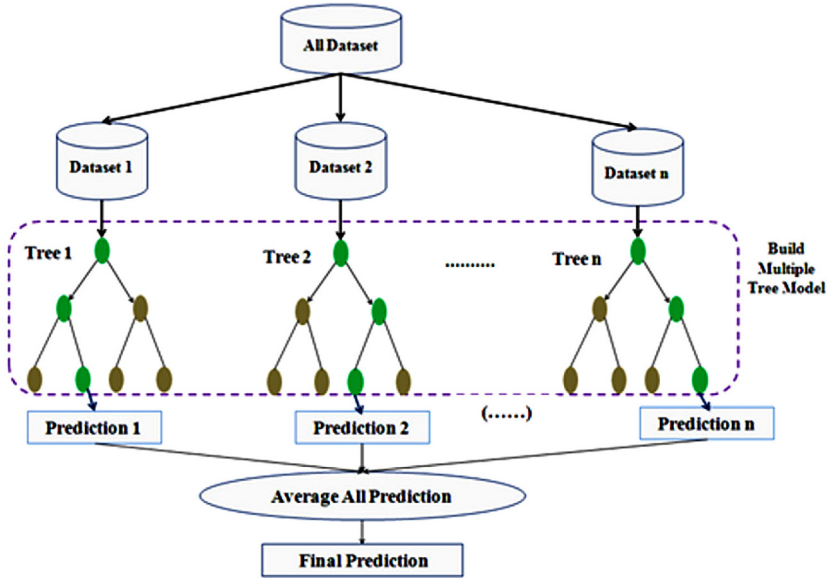 All Dataset
Dataset 1
Dataset 2
Dataset n
Tree 1
Tree 2
..........
Tree n
Build
Multiple
Tree Model
Prediction 1
Prediction 2
(......)
Prediction n
Average All Prediction
Final Prediction